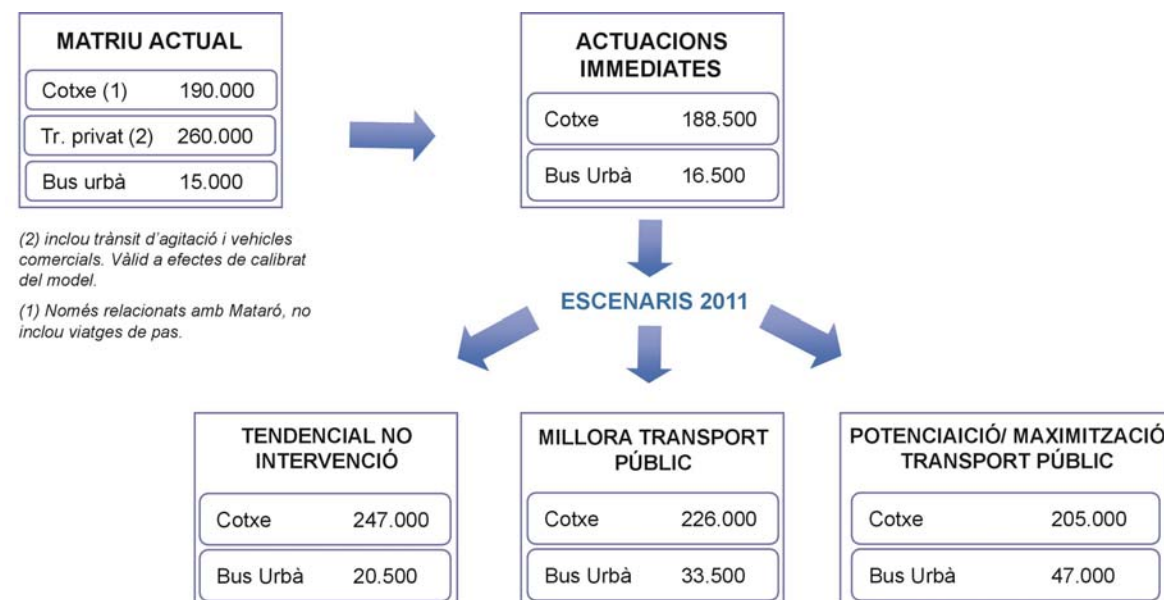 MATRIU ACTUAL
Cotxe (1) 190.000
Tr. privat (2) 260.000
Bus urbà 15.000
(2) inclou trànsit d'agitació i vehicles
comercials. Vàlid a efectes de calibrat
del model.
(1) Només relacionats amb Mataró, no
inclou viatges de pas.
ACTUACIONS
IMMEDIATES
Cotxe 188.500
Bus Urbà 16.500
ESCENARIS 2011
TENDENCIAL NO
INTERVENCIÓ
Cotxe 247.000
Bus Urbà 20.500
MILLORA TRANSPORT
PÚBLIC
Cotxe 226.000
Bus Urbà 33.500
POTENCIAICIÓ/ MAXIMITZACIÓ
TRANSPORT PÚBLIC
Cotxe 205.000
Bus Urbà 47.000